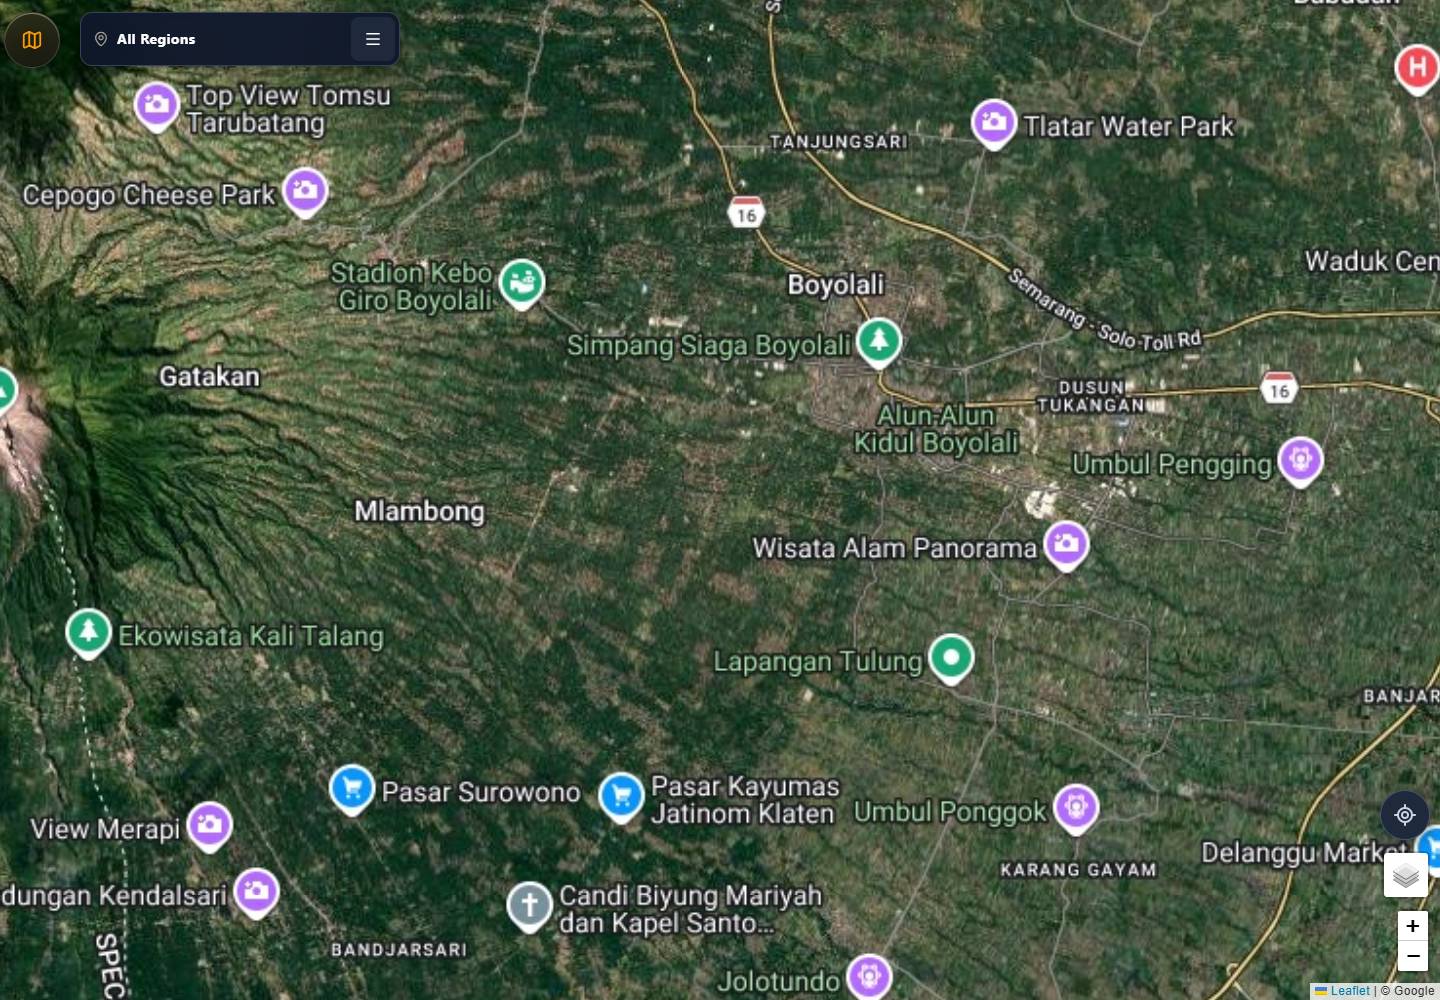 All Regions
Top View Tomsu
Tarubatang
TANJUNGSARI
Tlatar Water Park
H
Cepogo Cheese Park
16
Stadion Kebo
Giro Boyolali
Boyolali
Semarang - Solo Toll Rd
Simpang Siaga Boyolali
Gatakan
DUSUN
TUKANGAN
16
Alun-Alun
Kidul Boyolali
Umbul Pengging
Mlambong
Wisata Alam Panorama
Ekowisata Kali Talang
Lapangan Tulung
Pasar Surowono
Pasar Kayumas
Jatinom Klaten
Umbul Ponggok
View Merapi
Delanggu Market
KARANG GAYAM
dungan Kendalsari
Candi Biyung Mariyah
dan Kapel Santo...
BANDJARSARI
SPEC
Jolotundo
+
−
Leaflet | © Google